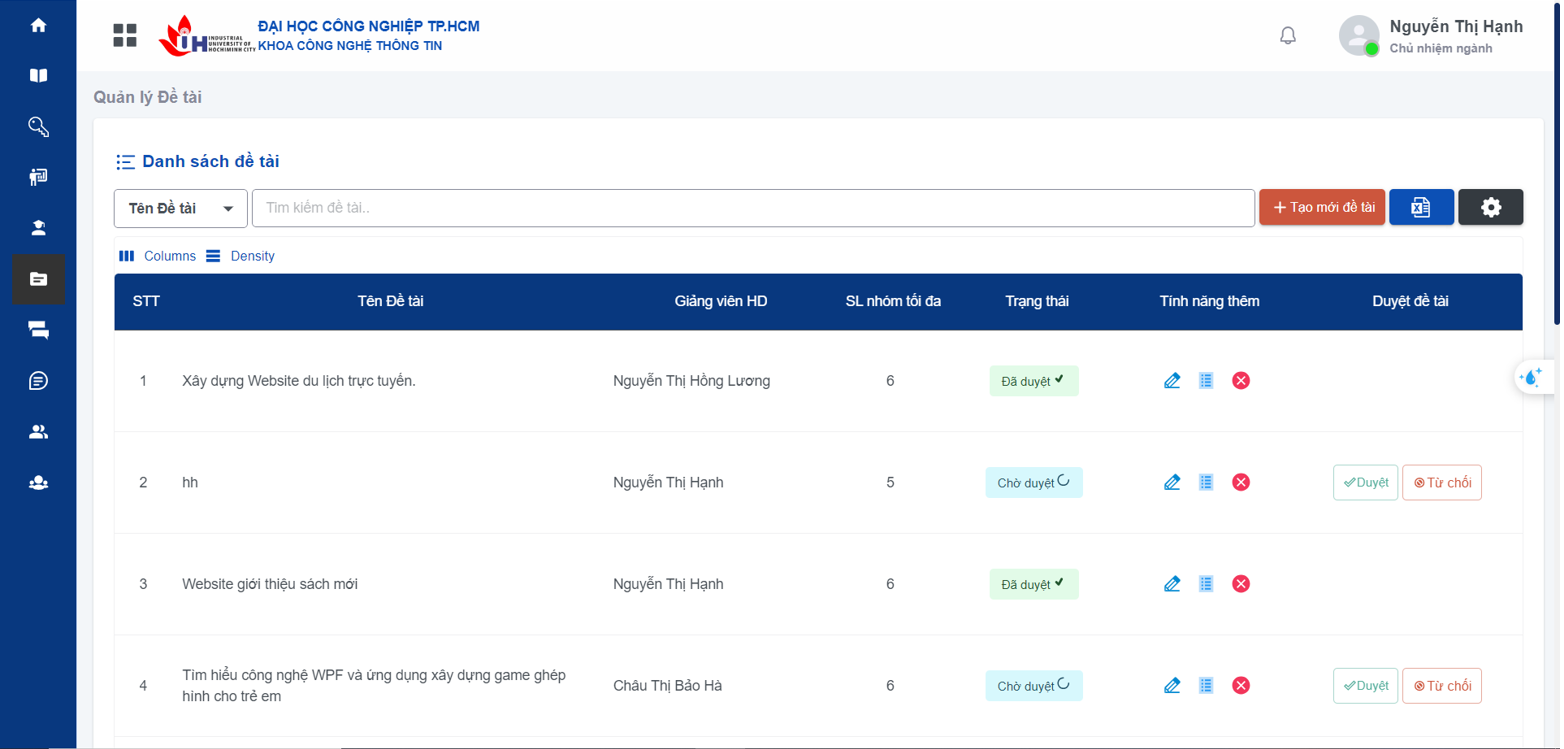 ĐẠI HỌC CÔNG NGHIỆP TP.HCM
INDUSTRIAL
UNIVERSITY OF
HOCHIMINH CITY
KHOA CÔNG NGHỆ THÔNG TIN
Nguyễn Thị Hạnh
Chủ nhiệm ngành
Quản lý Đề tài
Danh sách đề tài
Tên Đề tài
Tìm kiếm đề tài..
Tạo mới đề tài
Columns
Density
STT Tên Đề tài Giảng viên HD SL nhóm tối đa Trạng thái Tính năng thêm Duyệt đề tài
1 Xây dựng Website du lịch trực tuyến. Nguyễn Thị Hồng Lương 6 Đã duyệt
2 hh Nguyễn Thị Hạnh 5 Chờ duyệt Duyệt Từ chối
3 Website giới thiệu sách mới Nguyễn Thị Hạnh 6 Đã duyệt
4 Tìm hiểu công nghệ WPF và ứng dụng xây dựng game ghép
hình cho trẻ em Châu Thị Bảo Hà 6 Chờ duyệt Duyệt Từ chối